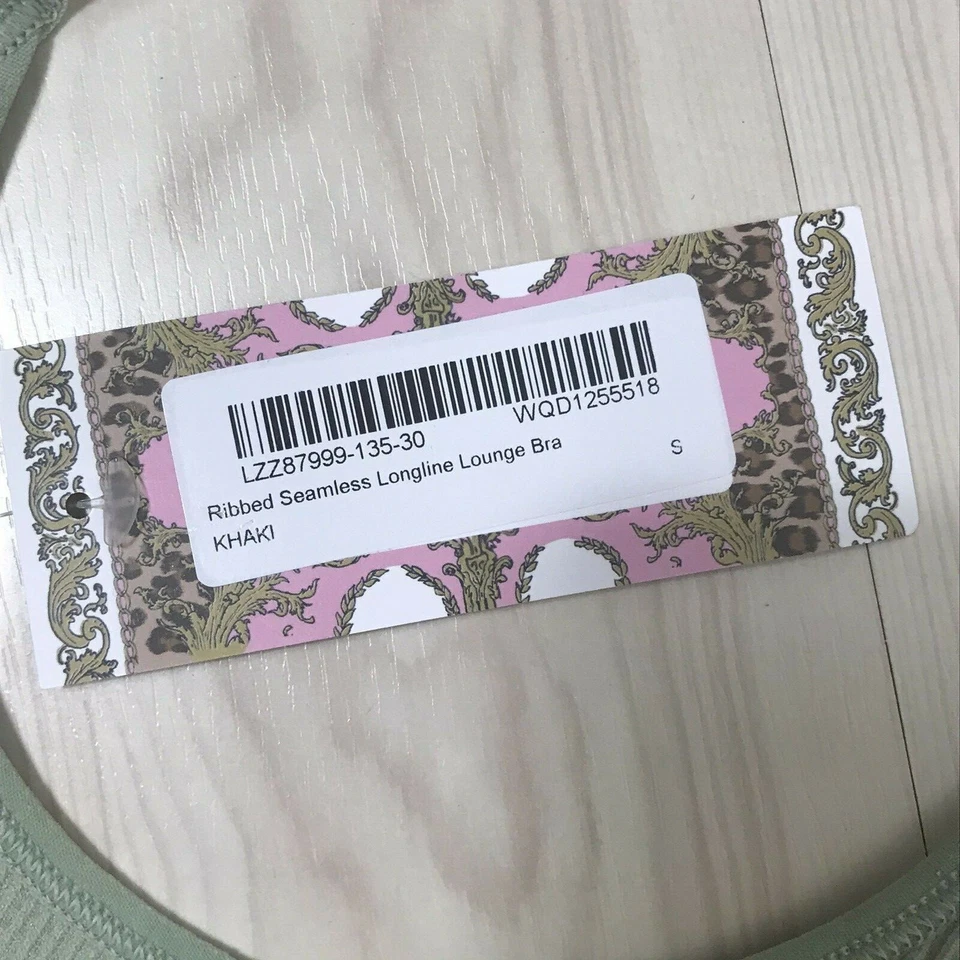 LZZ87999-135-30 WQD1255518
Ribbed Seamless Longline Lounge Bra S
KHAKI